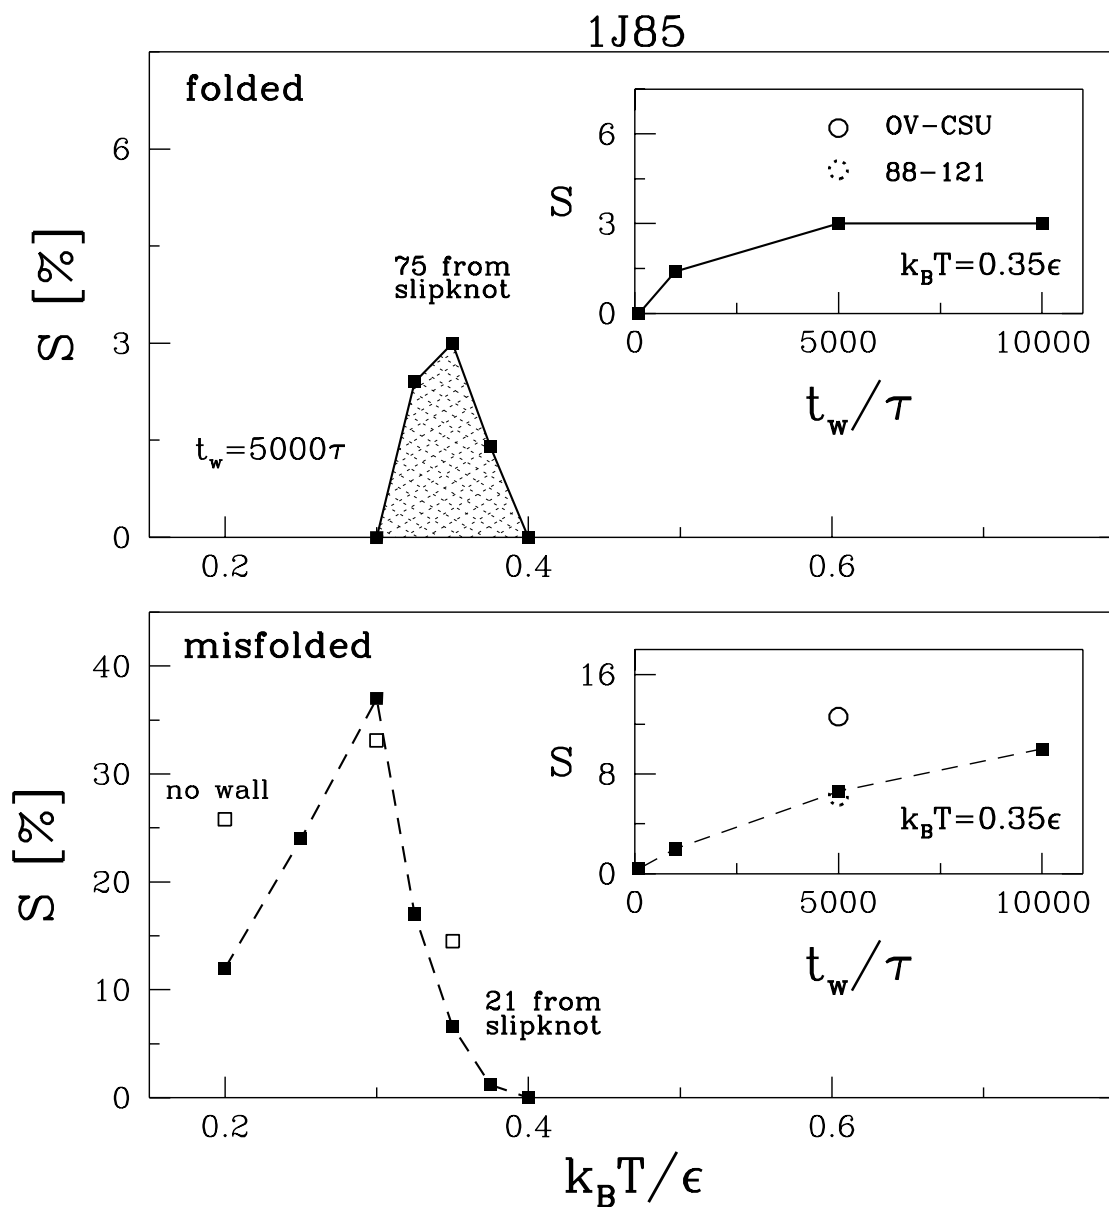 1J85
folded
S [%]
6
3
0
75 from
slipknot
t_w=5000τ
0.2
0.4
0.6
S
6
3
0
OV-CSU
88-121
k_BT=0.35ϵ
0
5000
10000
t_w/τ
misfolded
S [%]
40
30
20
10
0
no wall
21 from
slipknot
0.2
0.4
0.6
k_BT/ϵ
S
16
8
0
k_BT=0.35ϵ
0
5000
10000
t_w/τ